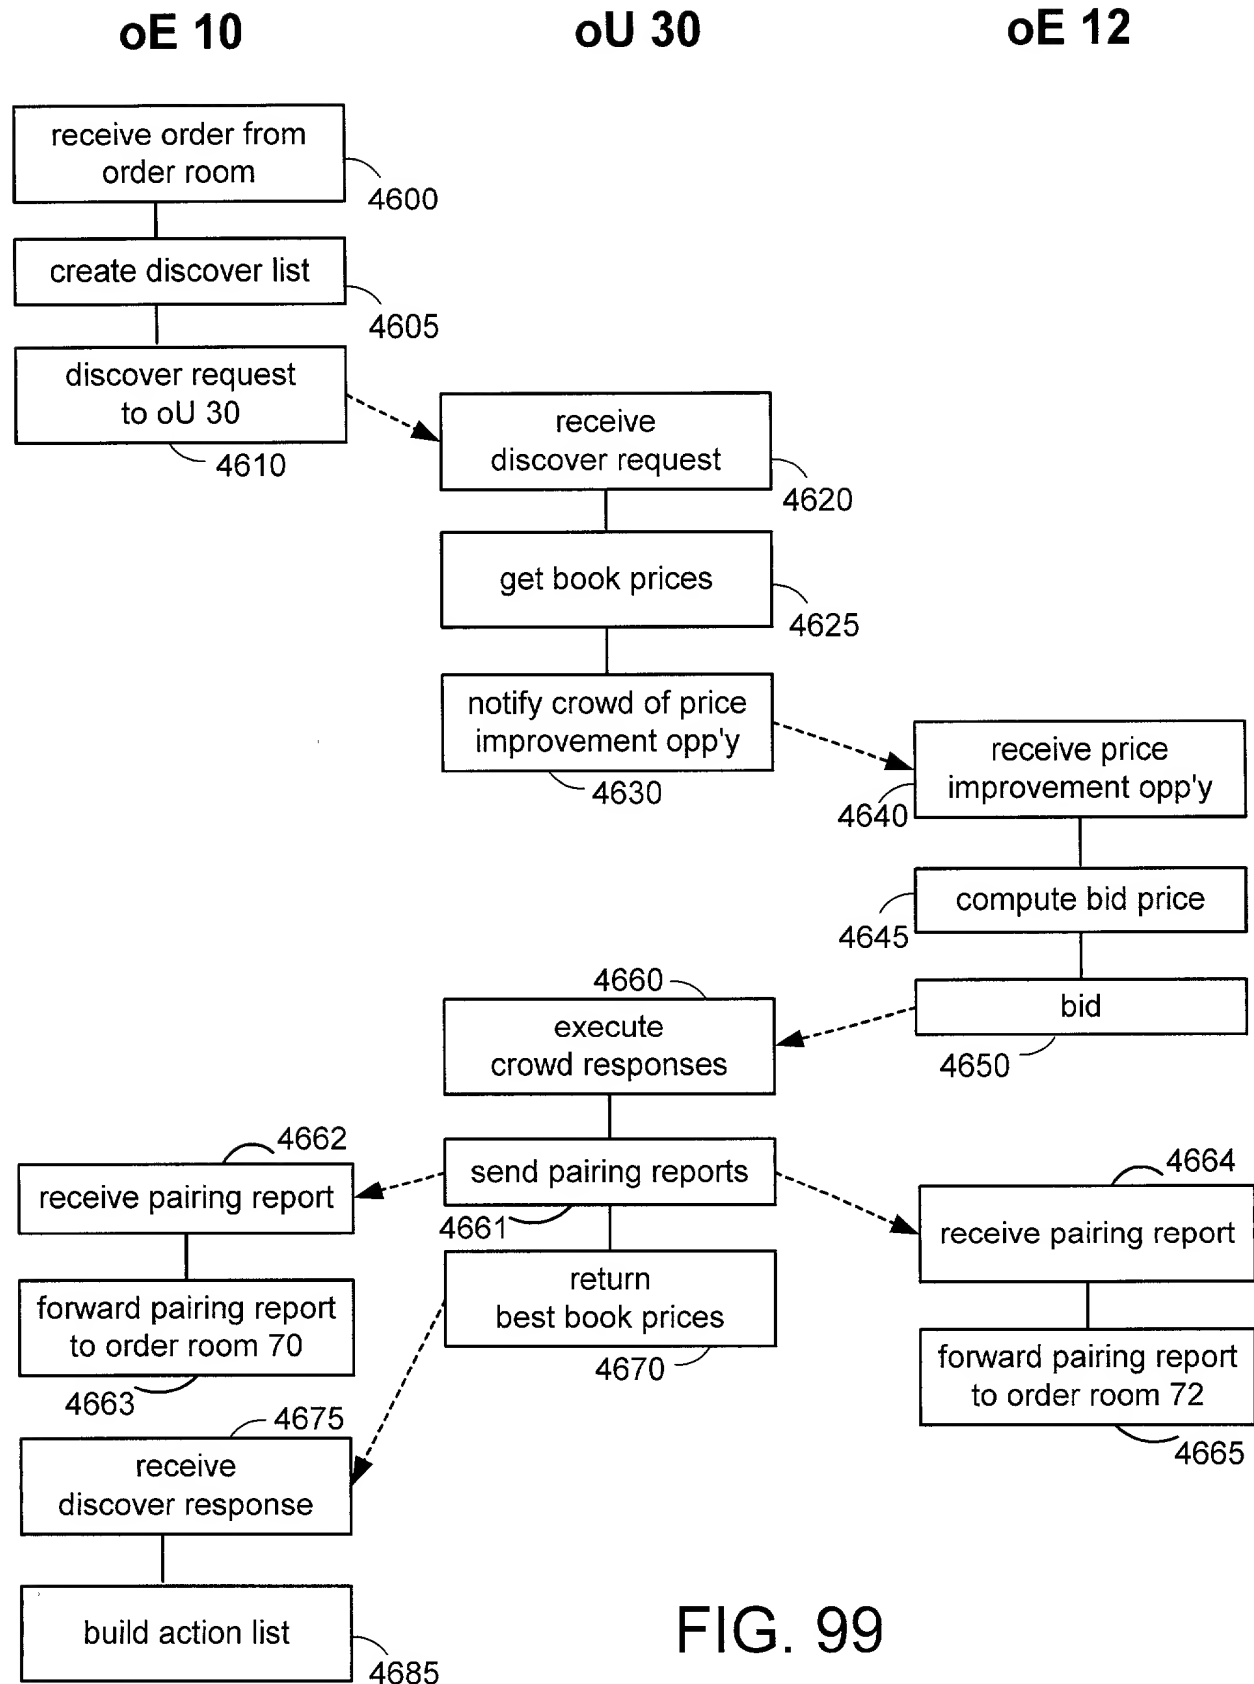 oE 10
oU 30
oE 12
receive order from
order room
4600
create discover list
4605
discover request
to oU 30
4610
receive
discover request
4620
get book prices
4625
notify crowd of price
improvement opp'y
4630
receive price
improvement opp'y
4640
compute bid price
4645
bid
4650
4660
execute
crowd responses
send pairing reports
4661
4662
receive pairing report
forward pairing report
to order room 70
4663
4664
receive pairing report
forward pairing report
to order room 72
4665
return
best book prices
4670
4675
receive
discover response
build action list
4685
FIG. 99